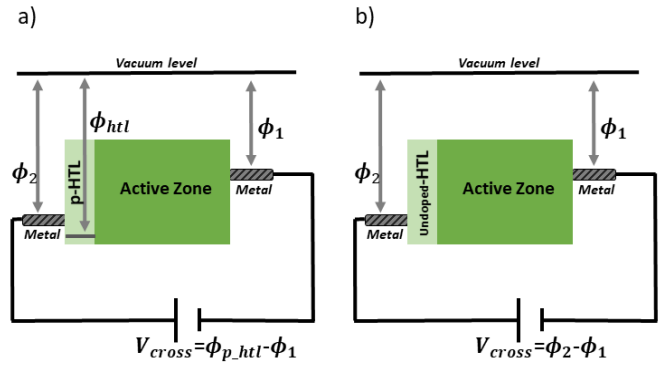 a)
Vacuum level
ϕhtl
ϕ1
ϕ2
p-HTL
Active Zone
Metal
Metal
Vcross=ϕp_htl-ϕ1
b)
Vacuum level
ϕ1
ϕ2
Undoped-HTL
Active Zone
Metal
Metal
Vcross=ϕ2-ϕ1